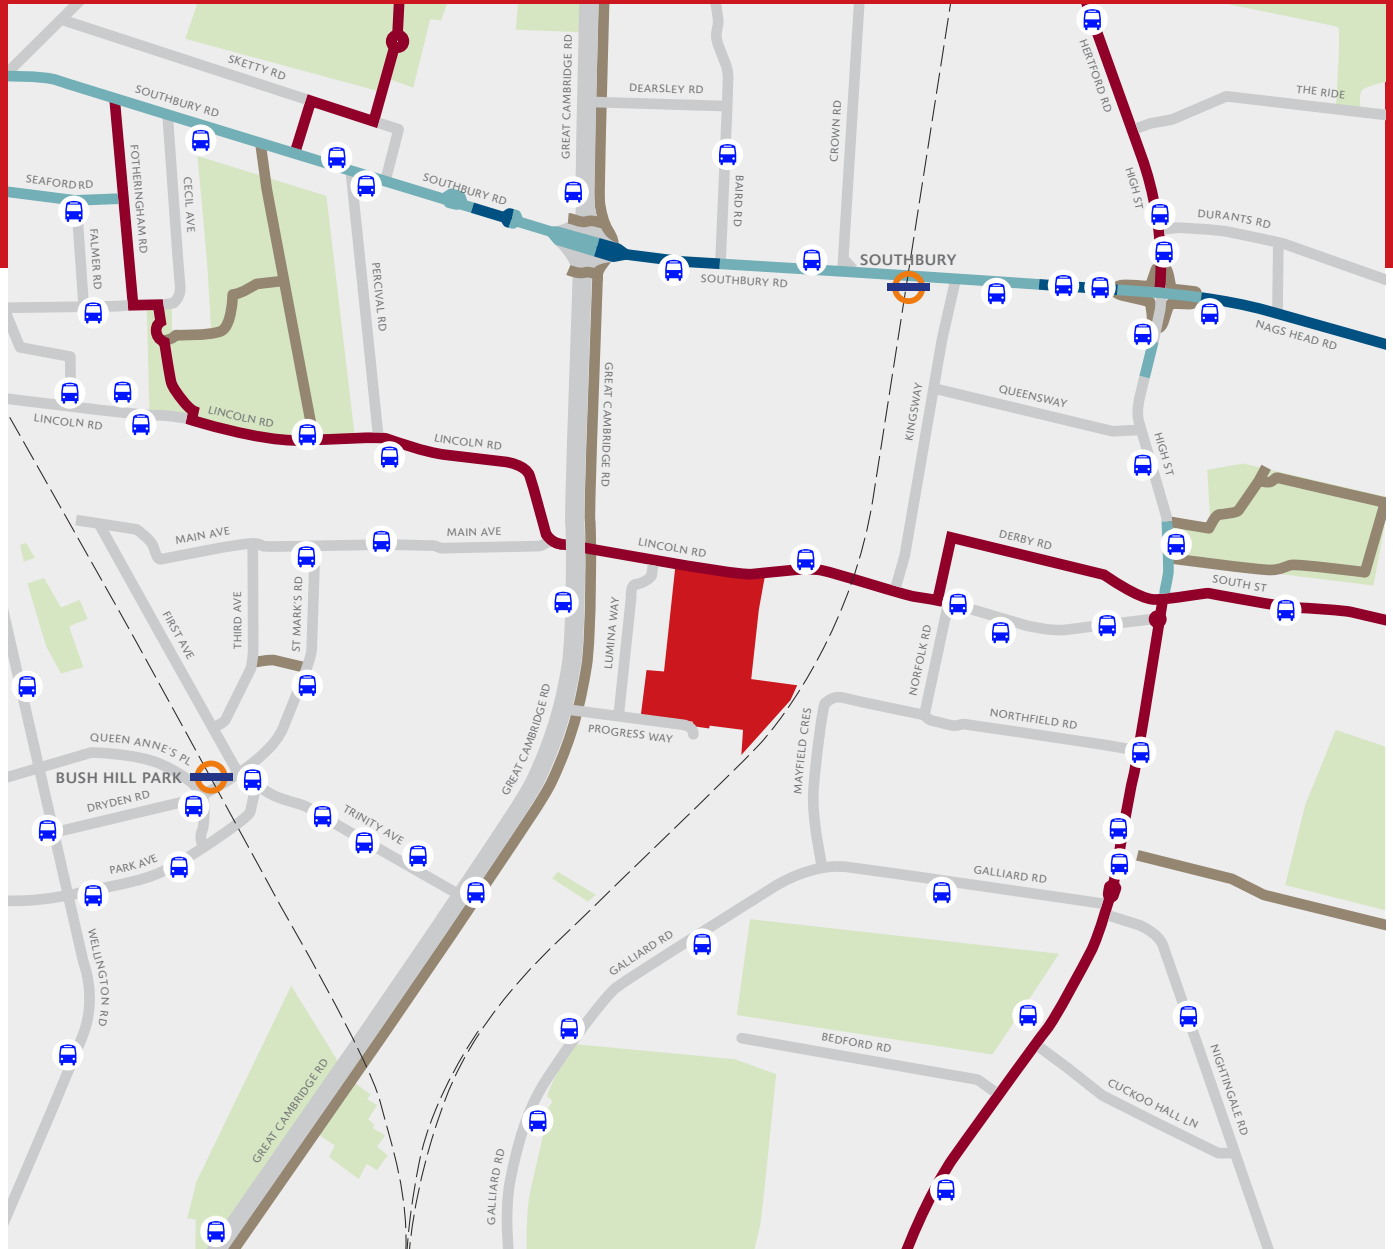 SKETTY RD
GREAT CAMBRIDGE RD
DEARSLEY RD
CROWN RD
HERTFORD RD
THE RIDE
SOUTHBURY RD
FOTHERINGHAM RD
SEAFORD RD
CECIL AVE
SOUTHBURY RD
BAIRD RD
HIGH ST
DURANTS RD
FALMER RD
PERCIVAL RD
SOUTHBURY
SOUTHBURY RD
NAGS HEAD RD
QUEENSWAY
KINGSWAY
GREAT CAMBRIDGE RD
LINCOLN RD
LINCOLN RD
LINCOLN RD
HIGH ST
MAIN AVE
MAIN AVE
LINCOLN RD
DERBY RD
SOUTH ST
FIRST AVE
THIRD AVE
ST MARK'S RD
LUMINA WAY
NORFOLK RD
GREAT CAMBRIDGE RD
PROGRESS WAY
MAYFIELD CRES
NORTHFIELD RD
QUEEN ANNE'S PL
BUSH HILL PARK
DRYDEN RD
TRINITY AVE
PARK AVE
GALLIARD RD
WELLINGTON RD
GALLIARD RD
BEDFORD RD
GREAT CAMBRIDGE RD
CUCKOO HALL LN
NIGHTINGALE RD
GALLIARD RD